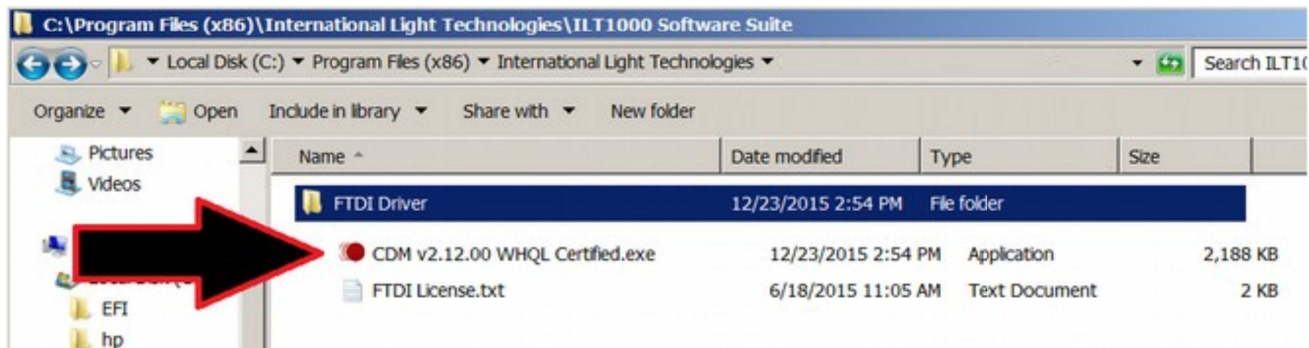 C:\Program Files (x86)\International Light Technologies\ILT1000 Software Suite
Local Disk (C:) Program Files (x86) International Light Technologies Search ILT10
Organize Open Include in library Share with New folder
Pictures Name Date modified Type Size
Videos
FTDI Driver 12/23/2015 2:54 PM File folder
CDM v2.12.00 WHQL Certified.exe 12/23/2015 2:54 PM Application 2,188 KB
FTDI License.txt 6/18/2015 11:05 AM Text Document 2 KB
EFI
hp